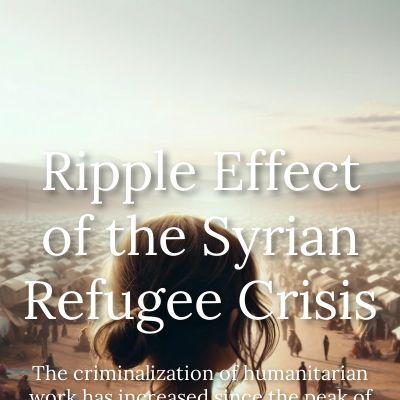 Ripple Effect
of the Syrian
Refugee Crisis
The criminalization of humanitarian
work has increased since the peak of